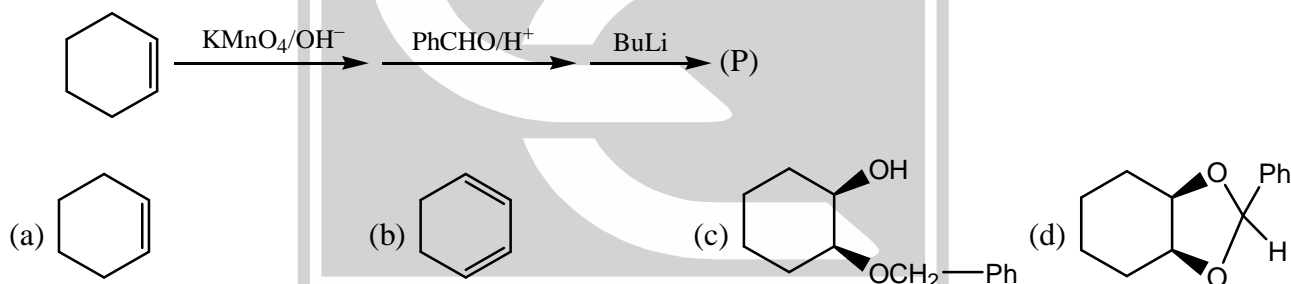 KMnO₄/OH⁻ PhCHO/H⁺ BuLi (P)
(a) (b) (c) OH OCH₂ Ph (d) O O Ph H